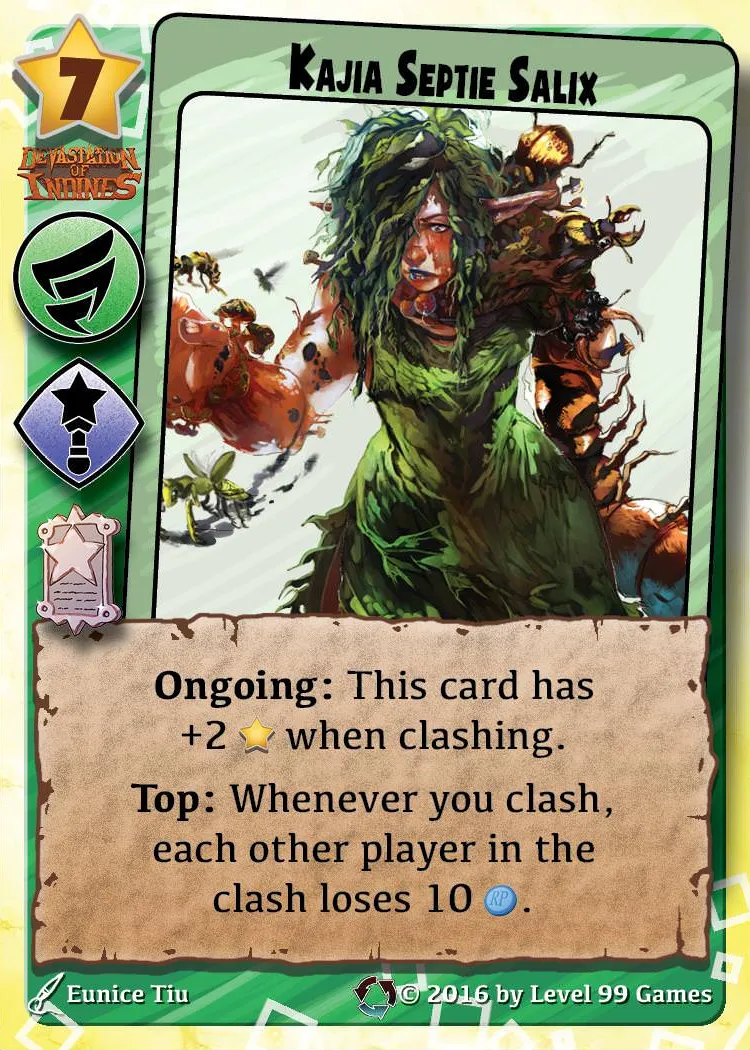 7
Kajia Septie Salix
DEVASTATION
OF
INDINES
Ongoing: This card has
+2 when clashing.
Top: Whenever you clash,
each other player in the
clash loses 10 RP.
Eunice Tiu
© 2016 by Level 99 Games